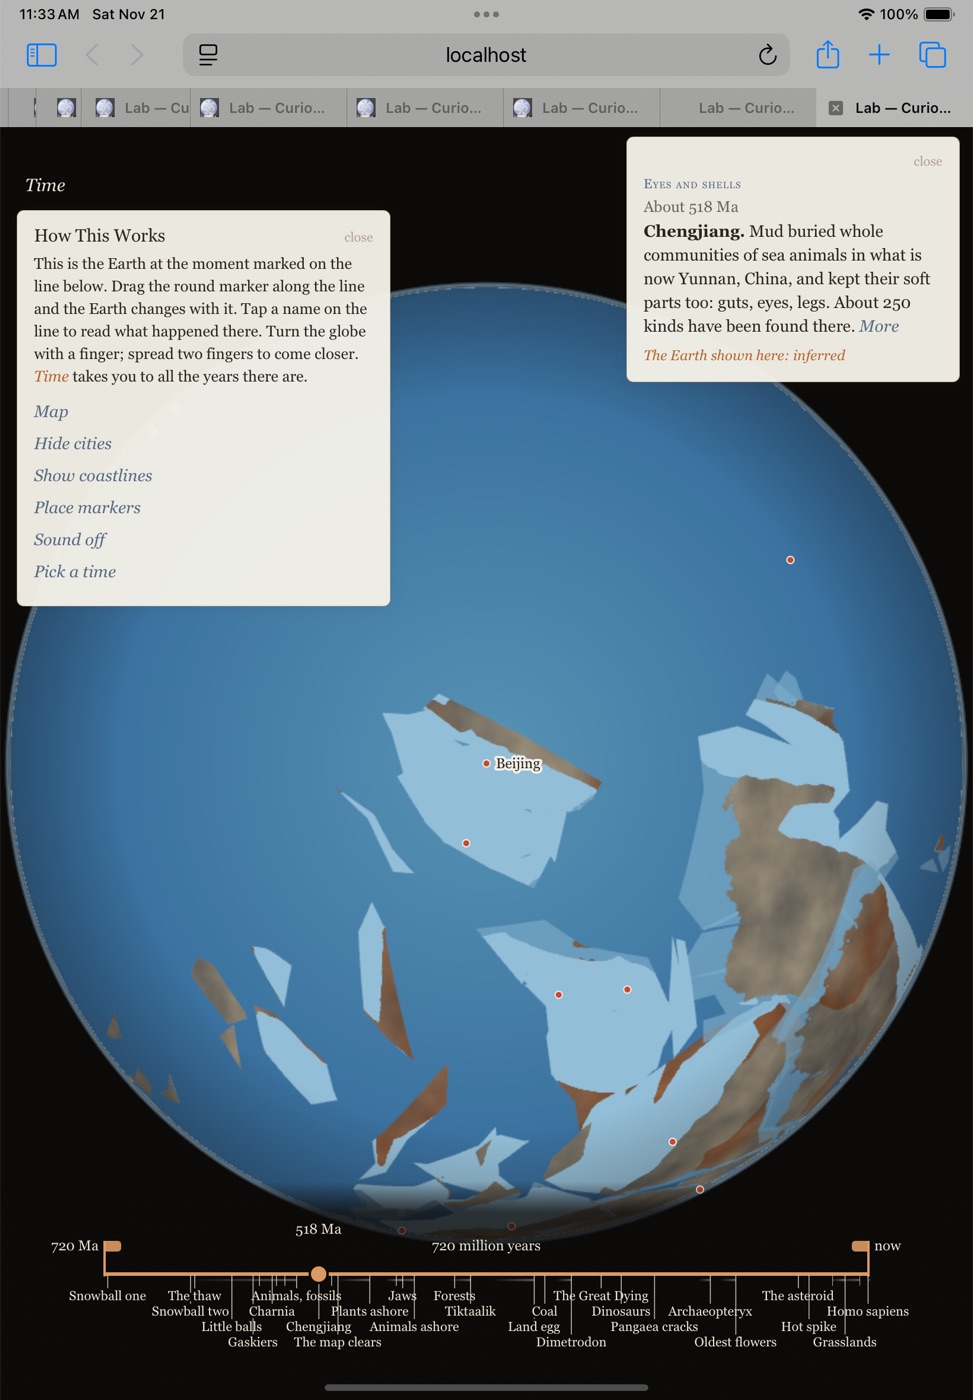 11:33 AM Sat Nov 21
100%
localhost
Lab — Cu
Lab — Curio...
Lab — Curio...
Lab — Curio...
Lab — Curio...
Lab — Curio...
Time
How This Works
close
This is the Earth at the moment marked on the
line below. Drag the round marker along the line
and the Earth changes with it. Tap a name on the
line to read what happened there. Turn the globe
with a finger; spread two fingers to come closer.
Time takes you to all the years there are.
Map
Hide cities
Show coastlines
Place markers
Sound off
Pick a time
close
Eyes and shells
About 518 Ma
Chengjiang. Mud buried whole
communities of sea animals in what is
now Yunnan, China, and kept their soft
parts too: guts, eyes, legs. About 250
kinds have been found there. More
The Earth shown here: inferred
Beijing
518 Ma
720 Ma
720 million years
now
Snowball one
The thaw
Animals, fossils
Jaws
Forests
The Great Dying
The asteroid
Snowball two
Charnia
Plants ashore
Tiktaalik
Coal
Dinosaurs
Archaeopteryx
Homo sapiens
Little balls
Chengjiang
Animals ashore
Land egg
Pangaea cracks
Hot spike
Gaskiers
The map clears
Dimetrodon
Oldest flowers
Grasslands